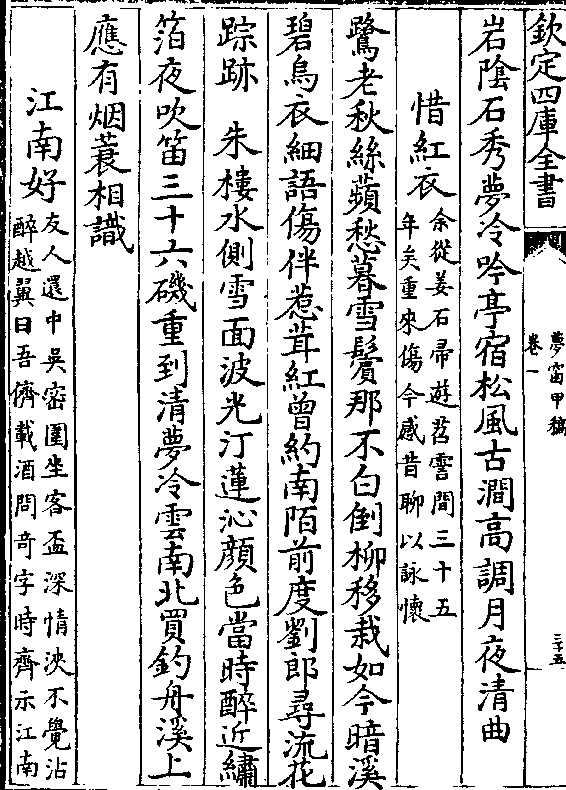 欽定四庫全書
夢窗甲稿
卷一
三十五
岩陰石秀夢冷吟亭宿松風古澗高調月夜清曲
惜紅衣
余從姜石帚遊苕霅間三十五
年矣重來傷今感昔聊以詠懷
鷺老秋絲蘋愁暮雪鬢那不白倒柳移栽如今暗溪
碧烏衣細語傷伴惹茸紅曾約南陌前度劉郎尋流花
踪跡 朱樓水側雪面波光汀蓮沁顏色當時醉近繡
箔夜吹笛三十六磯重到清夢冷雲南北買釣舟溪上
應有烟蓑相識
江南好
友人還中吳密圍坐客盃深情浹不覺沾
醉越翼日吾儕載酒問奇字時齊示江南